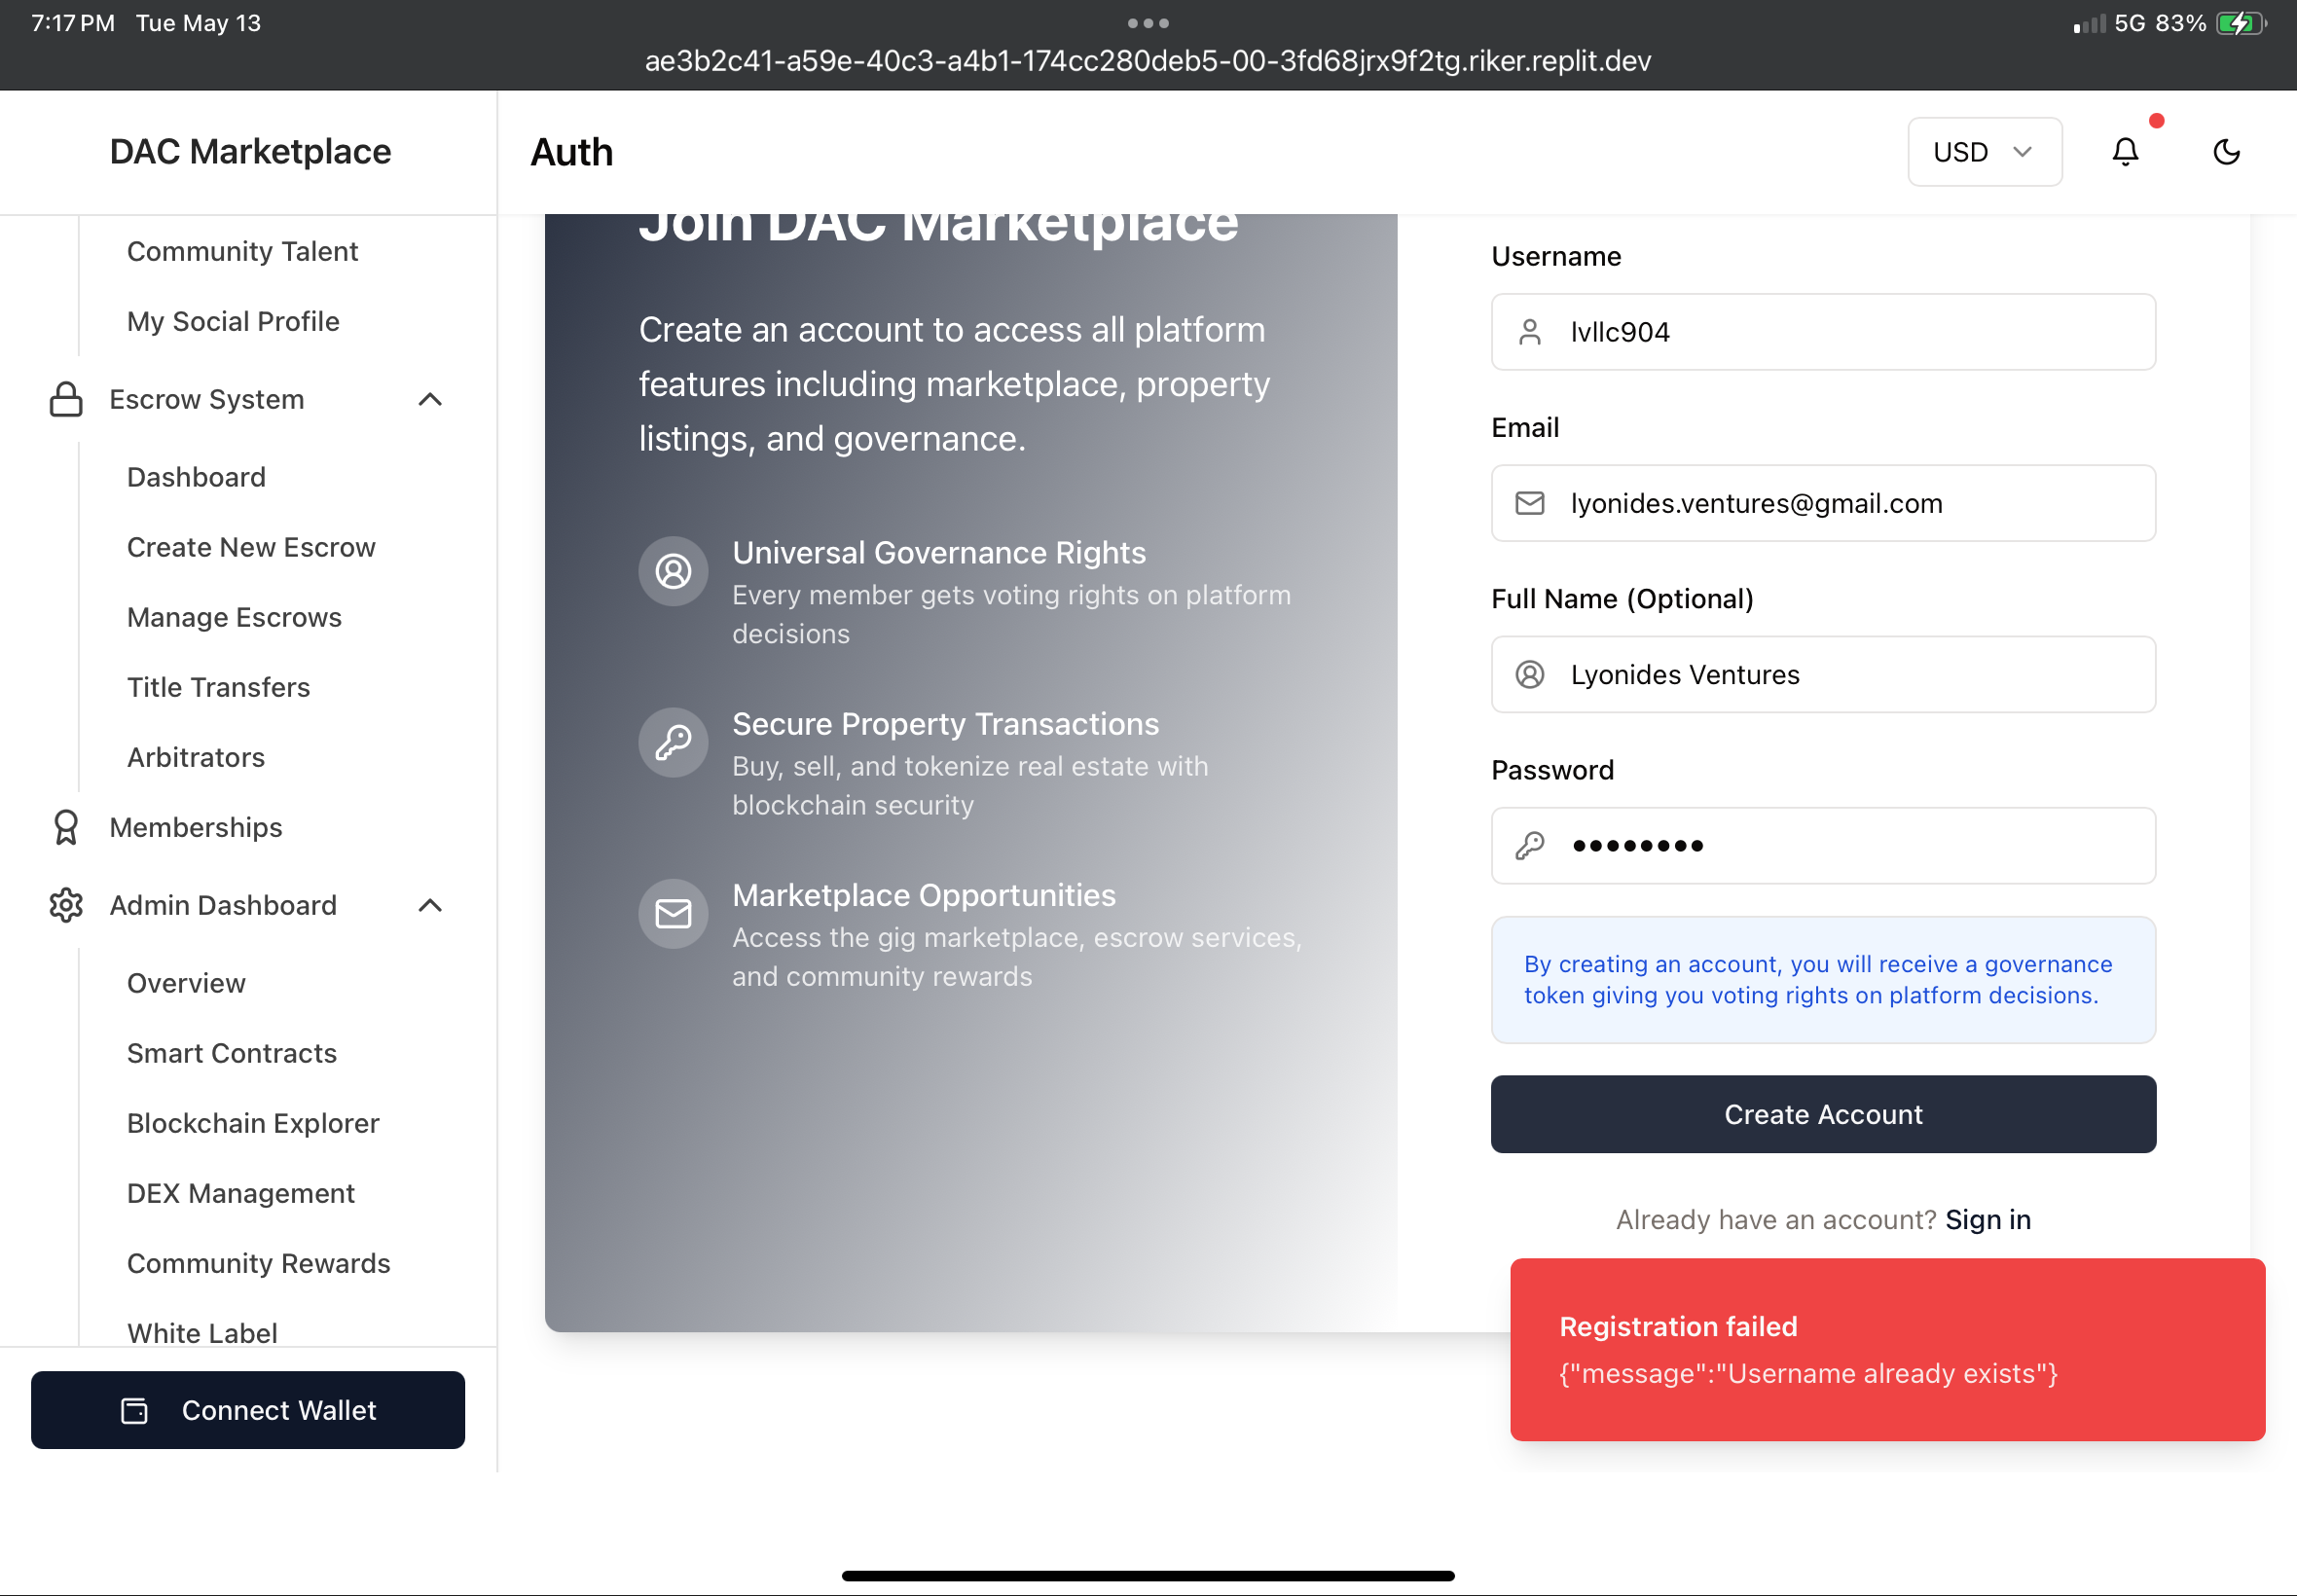 7:17 PM Tue May 13
5G 83%
ae3b2c41-a59e-40c3-a4b1-174cc280deb5-00-3fd68jrx9f2tg.riker.replit.dev
DAC Marketplace
Community Talent
My Social Profile
Escrow System
Dashboard
Create New Escrow
Manage Escrows
Title Transfers
Arbitrators
Memberships
Admin Dashboard
Overview
Smart Contracts
Blockchain Explorer
DEX Management
Community Rewards
White Label
Connect Wallet
Auth
USD
Join DAC Marketplace
Create an account to access all platform
features including marketplace, property
listings, and governance.
Universal Governance Rights
Every member gets voting rights on platform
decisions
Secure Property Transactions
Buy, sell, and tokenize real estate with
blockchain security
Marketplace Opportunities
Access the gig marketplace, escrow services,
and community rewards
Username
lvllc904
Email
lyonides.ventures@gmail.com
Full Name (Optional)
Lyonides Ventures
Password
••••••••
By creating an account, you will receive a governance
token giving you voting rights on platform decisions.
Create Account
Already have an account? Sign in
Registration failed
{"message":"Username already exists"}